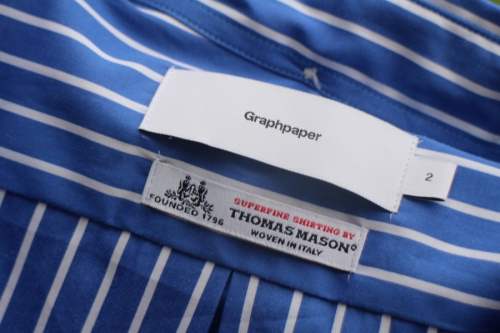 Graphpaper
2
SUPERFINE SHIRTING BY
THOMAS MASON®
FOUNDED 1796
WOVEN IN ITALY